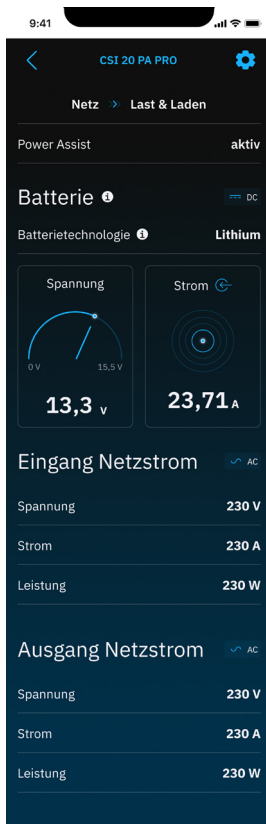 9:41
CSI 20 PA PRO
Netz Last & Laden
Power Assist aktiv
Batterie DC
Batterietechnologie Lithium
Spannung Strom
0 V 15,5 V
13,3 V 23,71 A
Eingang Netzstrom AC
Spannung 230 V
Strom 230 A
Leistung 230 W
Ausgang Netzstrom AC
Spannung 230 V
Strom 230 A
Leistung 230 W